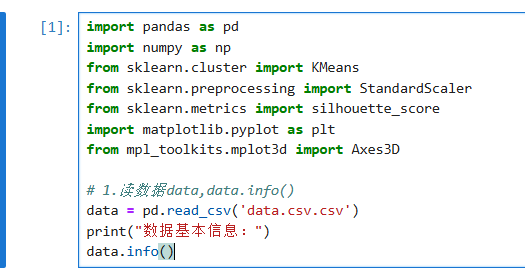 [1]: import pandas as pd
import numpy as np
from sklearn.cluster import KMeans
from sklearn.preprocessing import StandardScaler
from sklearn.metrics import silhouette_score
import matplotlib.pyplot as plt
from mpl_toolkits.mplot3d import Axes3D
# 1.读数据data,data.info()
data = pd.read_csv('data.csv.csv')
print("数据基本信息：")
data.info()